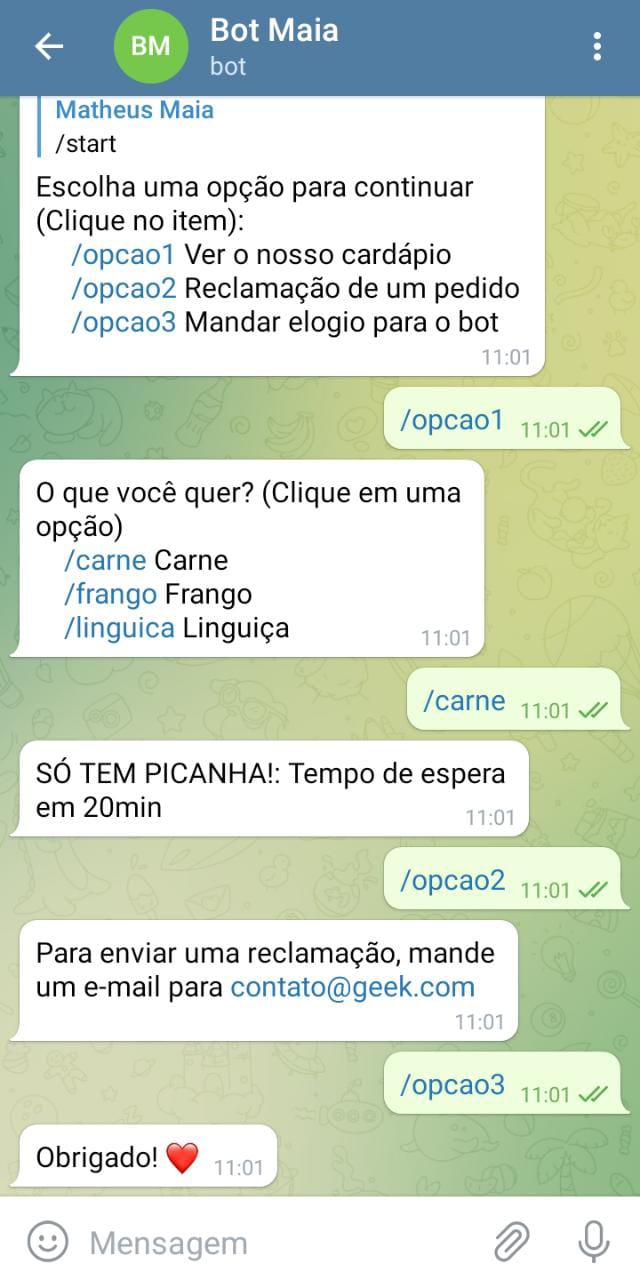 BM
Bot Maia
bot
Matheus Maia
/start
Escolha uma opção para continuar
(Clique no item):
/opcao1 Ver o nosso cardápio
/opcao2 Reclamação de um pedido
/opcao3 Mandar elogio para o bot
11:01
/opcao1 11:01
O que você quer? (Clique em uma
opção)
/carne Carne
/frango Frango
/linguica Linguiça 11:01
/carne 11:01
SÓ TEM PICANHA!: Tempo de espera
em 20min 11:01
/opcao2 11:01
Para enviar uma reclamação, mande
um e-mail para contato@geek.com
11:01
/opcao3 11:01
Obrigado! ❤️ 11:01
Mensagem